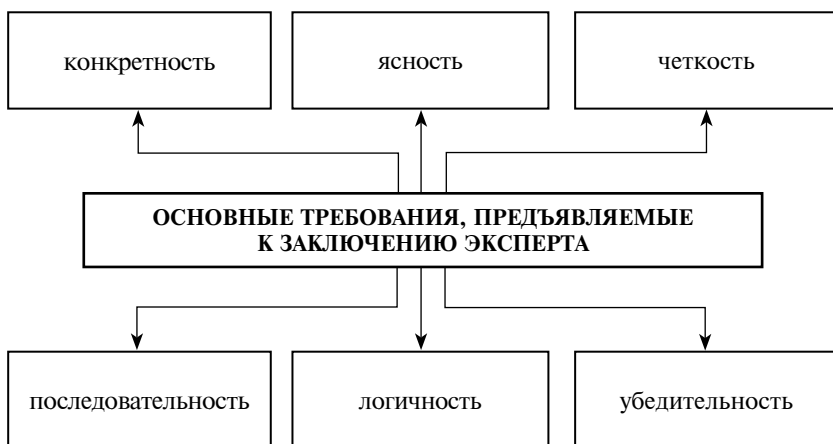 конкретность
ясность
четкость
ОСНОВНЫЕ ТРЕБОВАНИЯ, ПРЕДЪЯВЛЯЕМЫЕ
К ЗАКЛЮЧЕНИЮ ЭКСПЕРТА
последовательность
логичность
убедительность